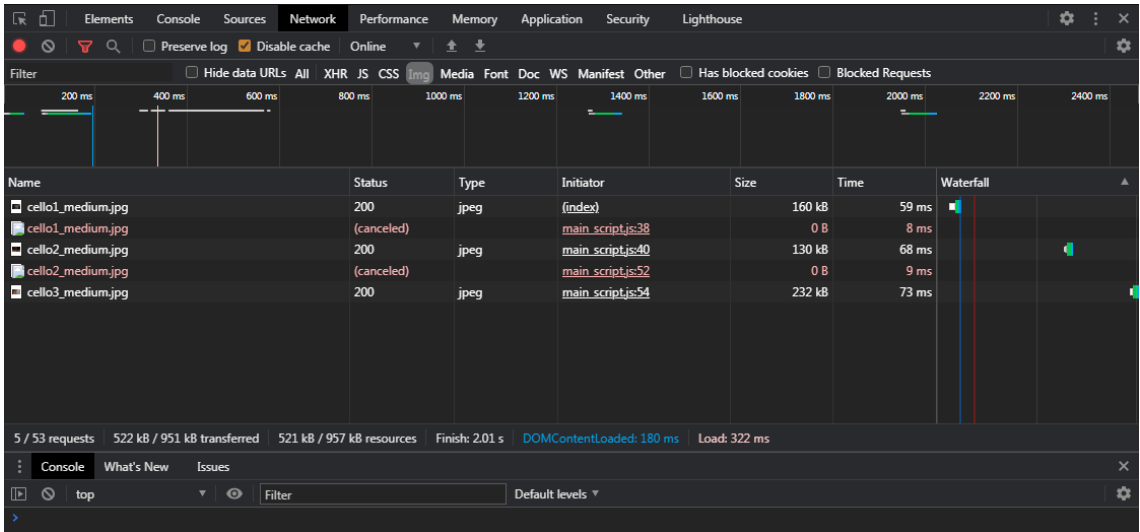 Elements Console Sources Network Performance Memory Application Security Lighthouse
Preserve log Disable cache Online
Filter Hide data URLs All XHR JS CSS Img Media Font Doc WS Manifest Other Has blocked cookies Blocked Requests
200 ms 400 ms 600 ms 800 ms 1000 ms 1200 ms 1400 ms 1600 ms 1800 ms 2000 ms 2200 ms 2400 ms
Name Status Type Initiator Size Time Waterfall
cello1_medium.jpg 200 jpeg (index) 160 kB 59 ms
cello1_medium.jpg (canceled) main_script.js:38 0 B 8 ms
cello2_medium.jpg 200 jpeg main_script.js:40 130 kB 68 ms
cello2_medium.jpg (canceled) main_script.js:52 0 B 9 ms
cello3_medium.jpg 200 jpeg main_script.js:54 232 kB 73 ms
5 / 53 requests 522 kB / 951 kB transferred 521 kB / 957 kB resources Finish: 2.01 s DOMContentLoaded: 180 ms Load: 322 ms
Console What's New Issues
top Filter Default levels